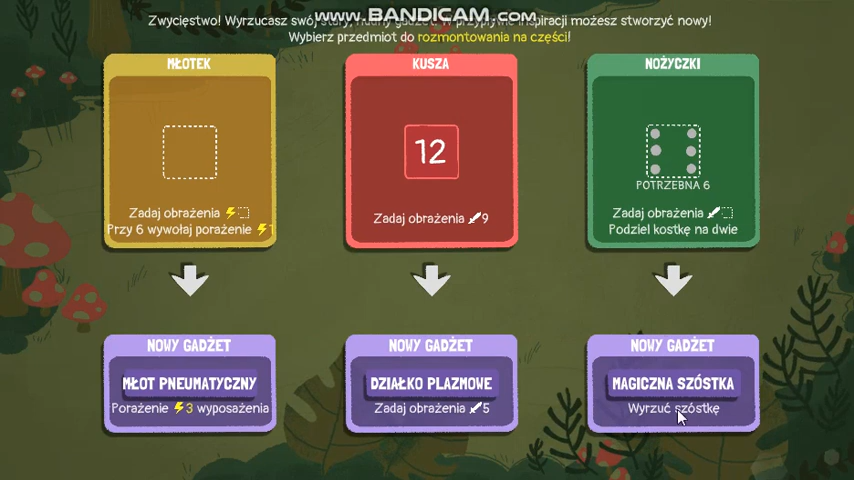 www.BANDICAM.com
Zwycięstwo! Wyrzucasz swój stary, nudny gadżet. W przypływie inspiracji możesz stworzyć nowy!
Wybierz przedmiot do rozmontowania na części!
MŁOTEK
Zadaj obrażenia
Przy 6 wywołaj porażenie
KUSZA
12
Zadaj obrażenia 9
NOŻYCZKI
POTRZEBNA 6
Zadaj obrażenia
Podziel kostkę na dwie
NOWY GADŻET
MŁOT PNEUMATYCZNY
Porażenie 3 wyposażenia
NOWY GADŻET
DZIAŁKO PLAZMOWE
Zadaj obrażenia 5
NOWY GADŻET
MAGICZNA SZÓSTKA
Wyrzuć szóstkę